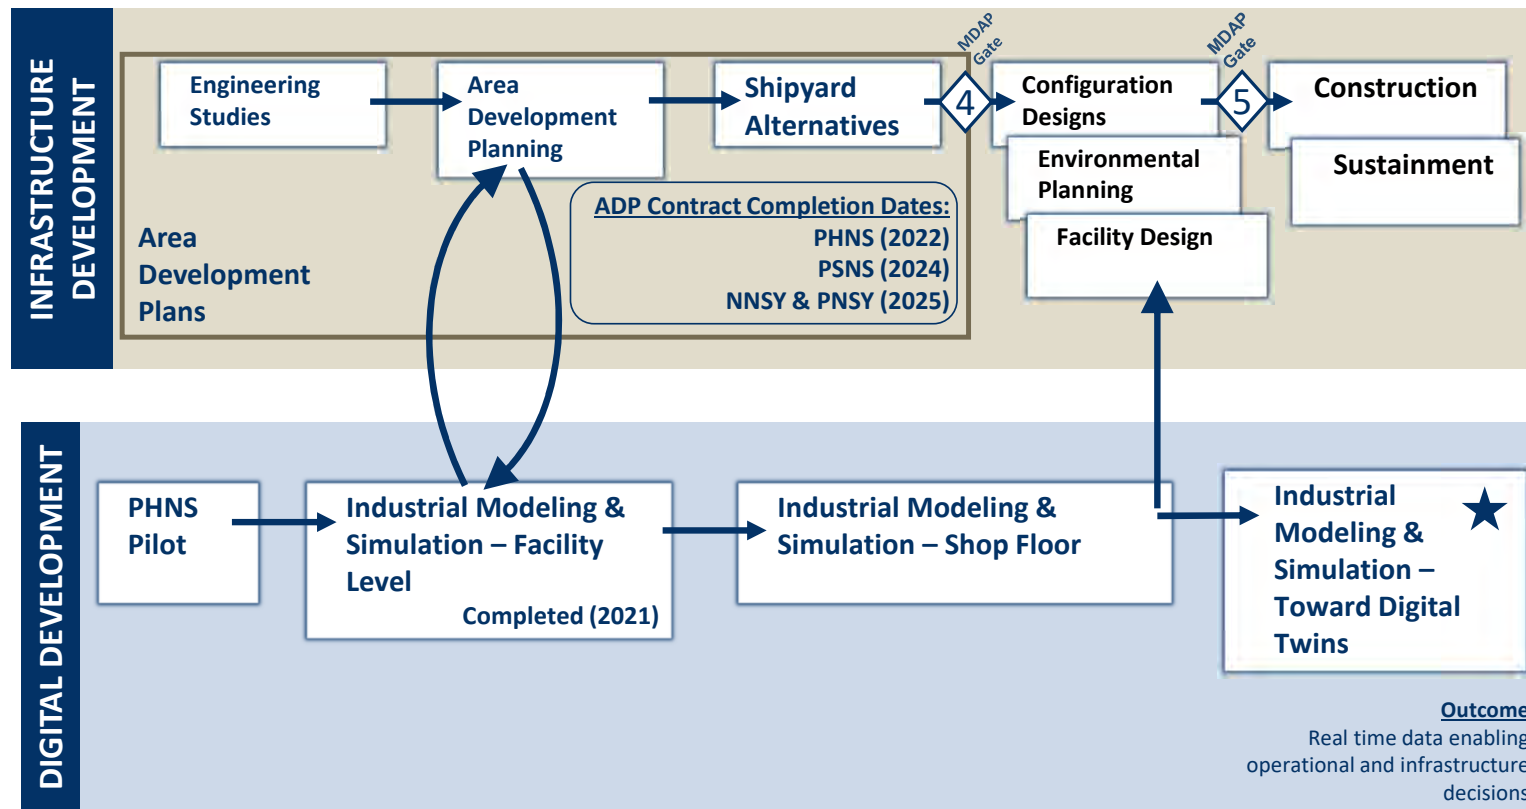 INFRASTRUCTURE
DEVELOPMENT
MDAP
Gate
MDAP
Gate
Engineering
Studies
Area
Development
Planning
Shipyard
Alternatives
4
Configuration
Designs
5
Construction
Environmental
Planning
Sustainment
Facility Design
Area
Development
Plans
ADP Contract Completion Dates:
PHNS (2022)
PSNS (2024)
NNSY & PNSY (2025)
DIGITAL DEVELOPMENT
PHNS
Pilot
Industrial Modeling &
Simulation – Facility
Level
Completed (2021)
Industrial Modeling &
Simulation – Shop Floor
Industrial
Modeling &
Simulation –
Toward Digital
Twins
Outcome
Real time data enabling
operational and infrastructure
decisions